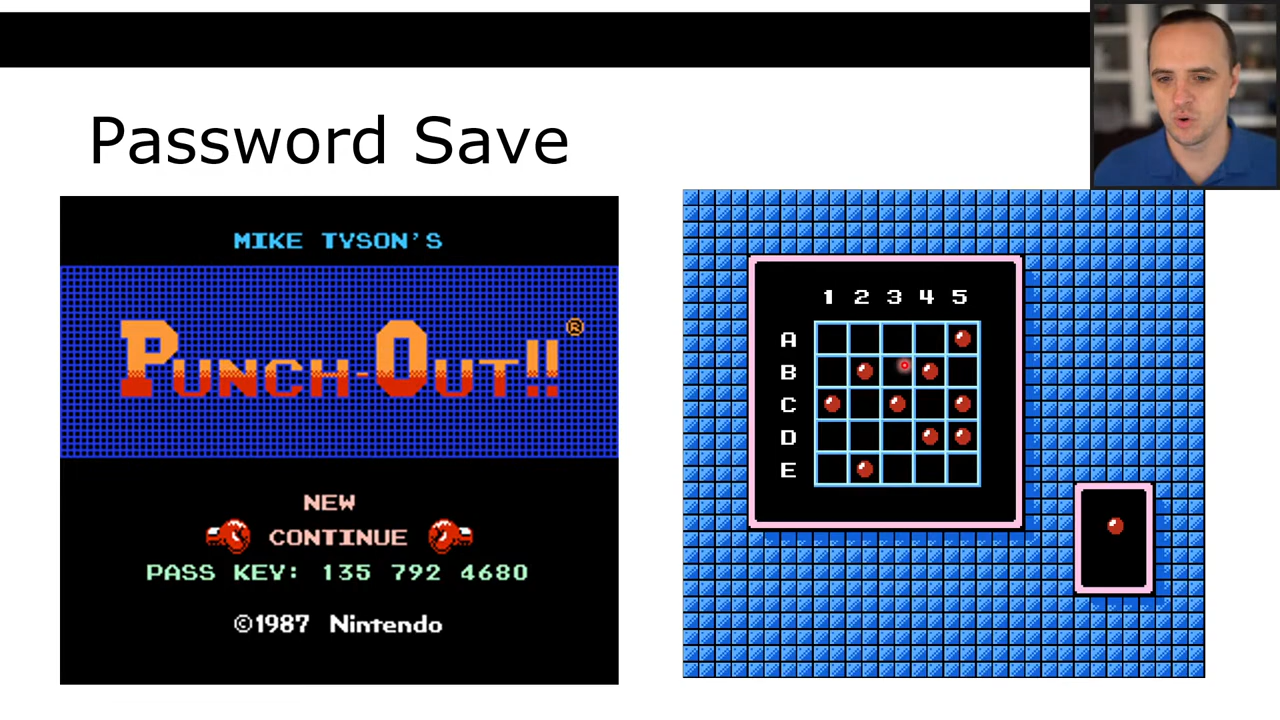 Password Save
MIKE TYSON'S
PUNCH-OUT!!®
NEW
CONTINUE
PASS KEY: 135 792 4680
©1987 Nintendo
1 2 3 4 5
A
B
C
D
E